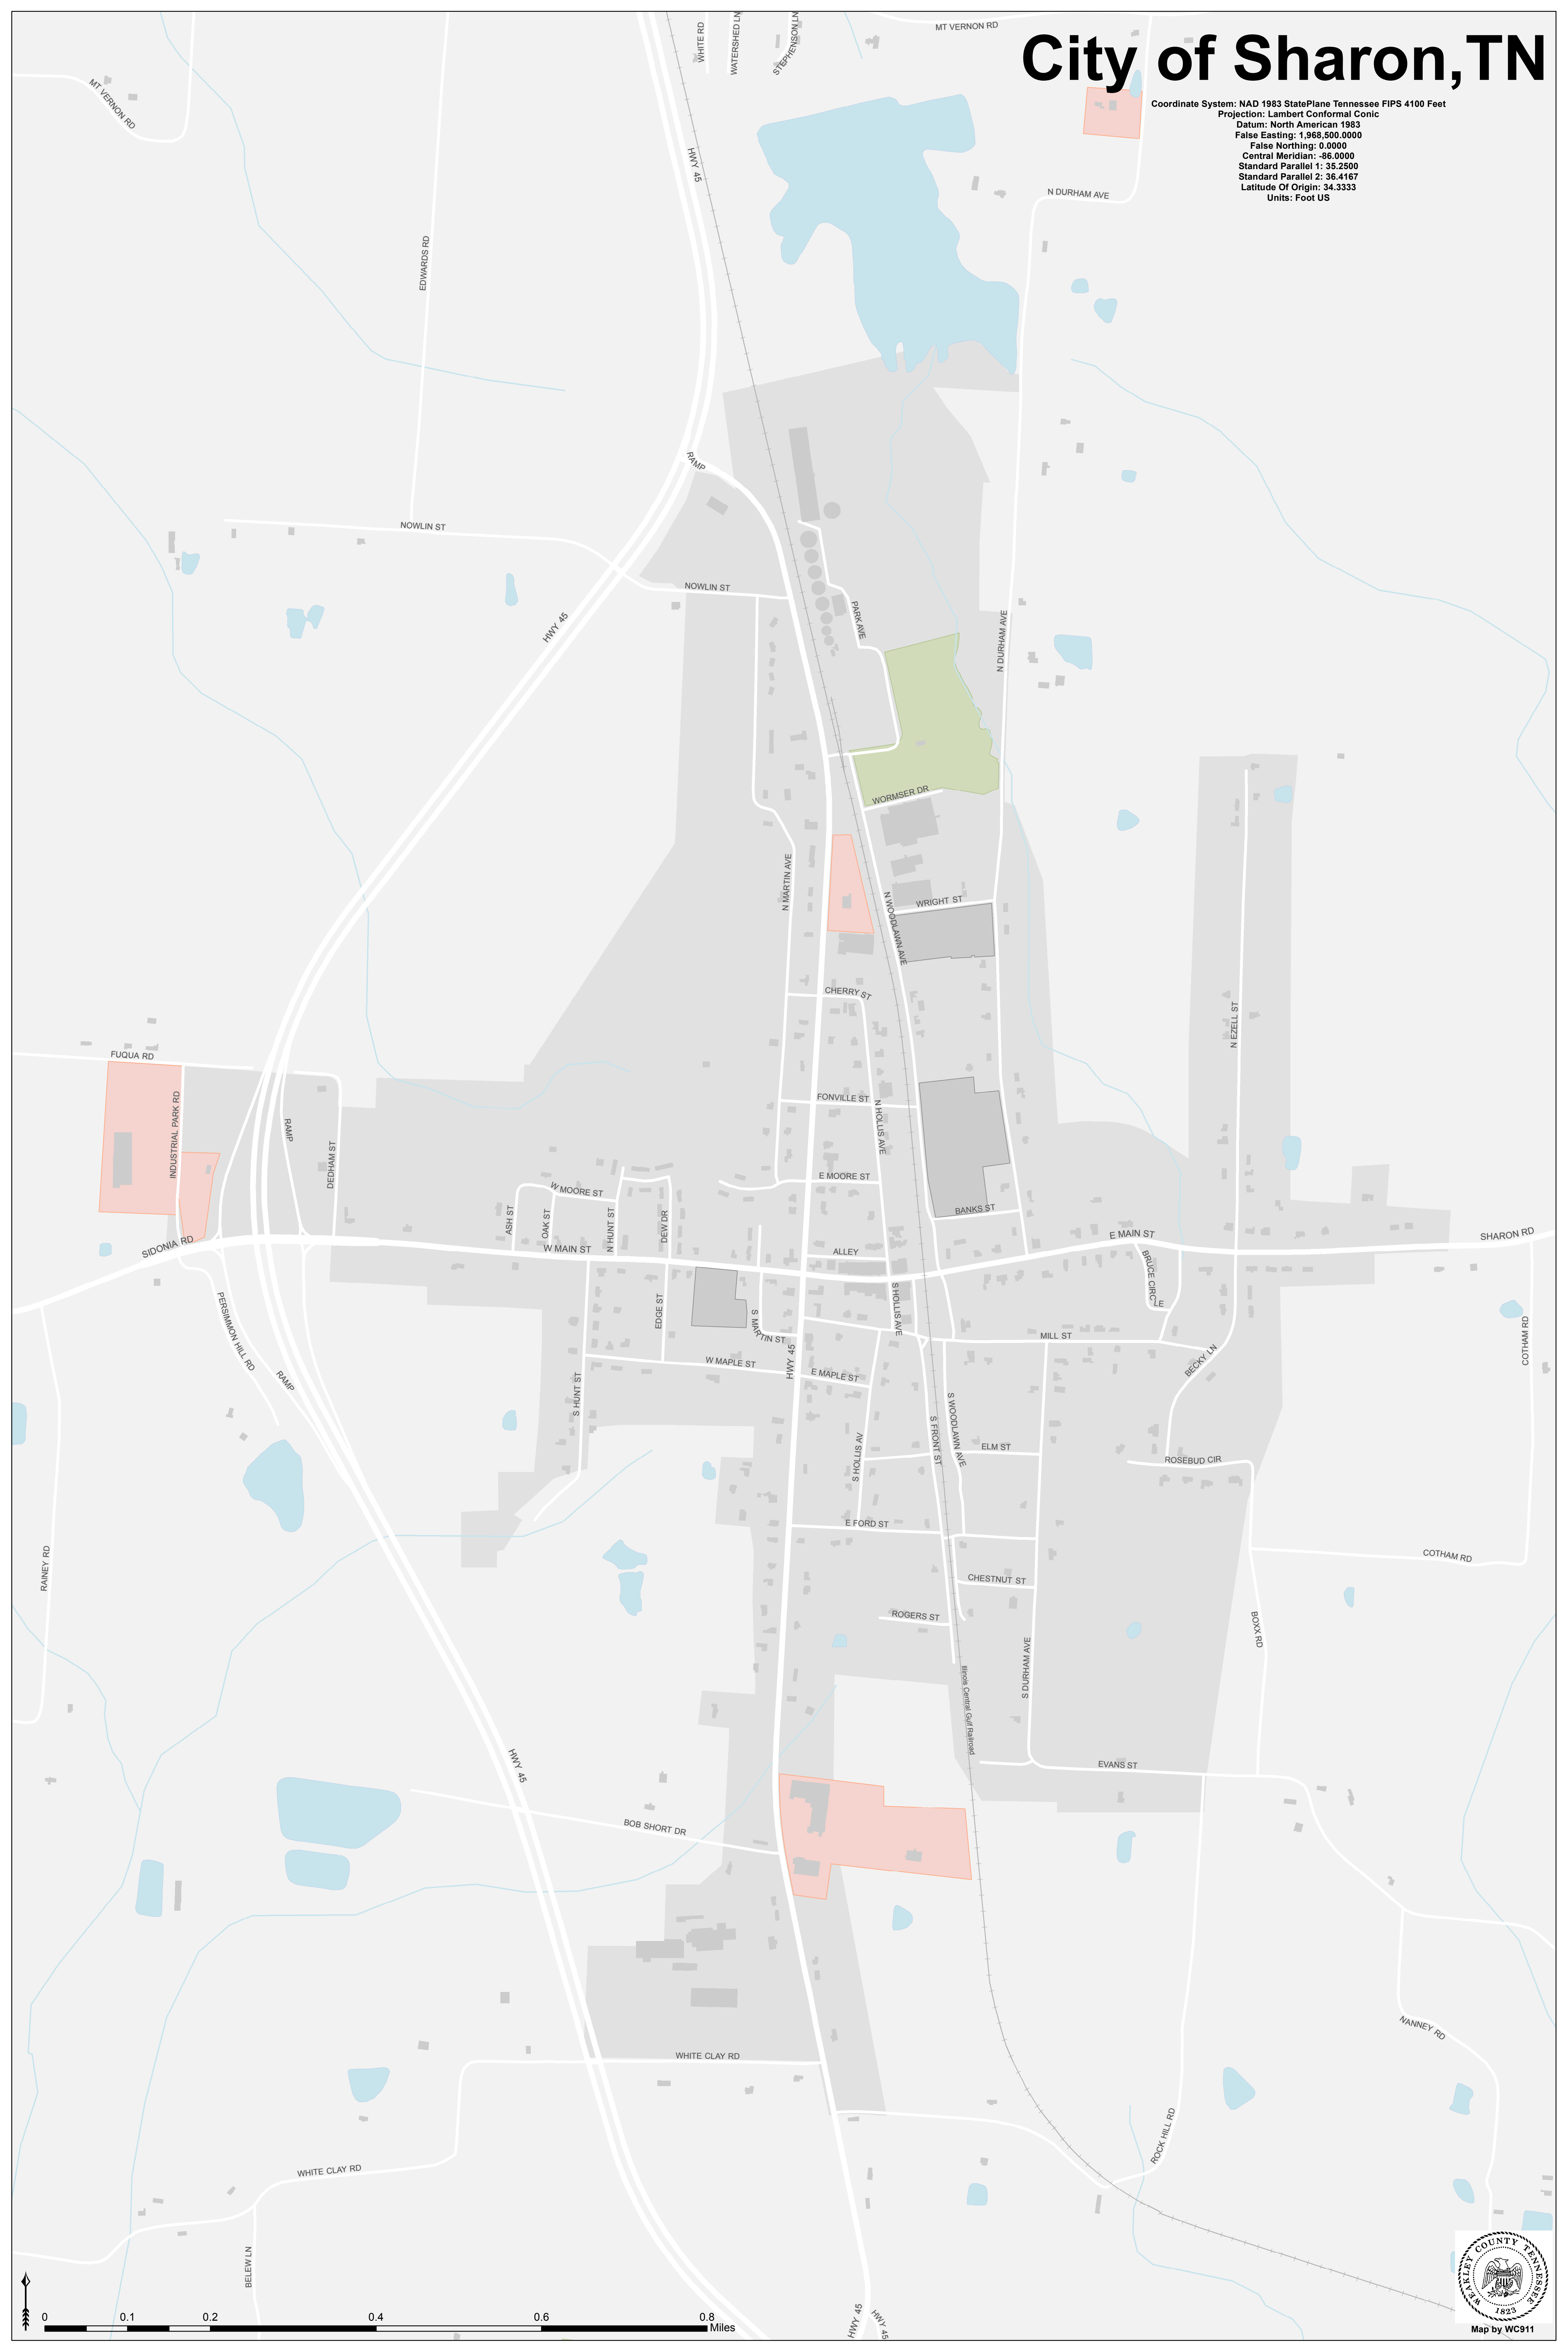 City of Sharon,TN
Coordinate System: NAD 1983 StatePlane Tennessee FIPS 4100 Feet
Projection: Lambert Conformal Conic
Datum: North American 1983
False Easting: 1,968,500.0000
False Northing: 0.0000
Central Meridian: -86.0000
Standard Parallel 1: 35.2500
Standard Parallel 2: 36.4167
Latitude Of Origin: 34.3333
Units: Foot US
MT VERNON RD
WHITE RD
WATERSHED LN
STEPHENSON LN
MT VERNON RD
HWY 45
N DURHAM AVE
EDWARDS RD
RAMP
NOWLIN ST
NOWLIN ST
HWY 45
PARK AVE
N DURHAM AVE
WORMSER DR
N MARTIN AVE
N WOODLAWN AVE
WRIGHT ST
CHERRY ST
N EZELL ST
FUQUA RD
INDUSTRIAL PARK RD
RAMP
DEDHAM ST
FONVILLE ST
N HOLLIS AVE
W MOORE ST
E MOORE ST
ASH ST
OAK ST
N HUNT ST
DEW DR
BANKS ST
SIDONIA RD
W MAIN ST
ALLEY
E MAIN ST
SHARON RD
BRUCE CIRCLE
PERSIMMON HILL RD
EDGE ST
S MARTIN ST
S HOLLIS AVE
MILL ST
COTHAM RD
RAMP
W MAPLE ST
HWY 45
E MAPLE ST
BECKY LN
S HUNT ST
S HOLLIS AV
S FRONT ST
S WOODLAWN AVE
ELM ST
ROSEBUD CIR
E FORD ST
COTHAM RD
RAINEY RD
CHESTNUT ST
ROGERS ST
BOXX RD
S DURHAM AVE
Illinois Central Gulf Railroad
HWY 45
EVANS ST
BOB SHORT DR
NANNEY RD
WHITE CLAY RD
ROCK HILL RD
WHITE CLAY RD
BELEW LN
HWY 45
HWY 45
0 0.1 0.2 0.4 0.6 0.8
Miles
WEAKLEY COUNTY TENNESSEE
1823
Map by WC911